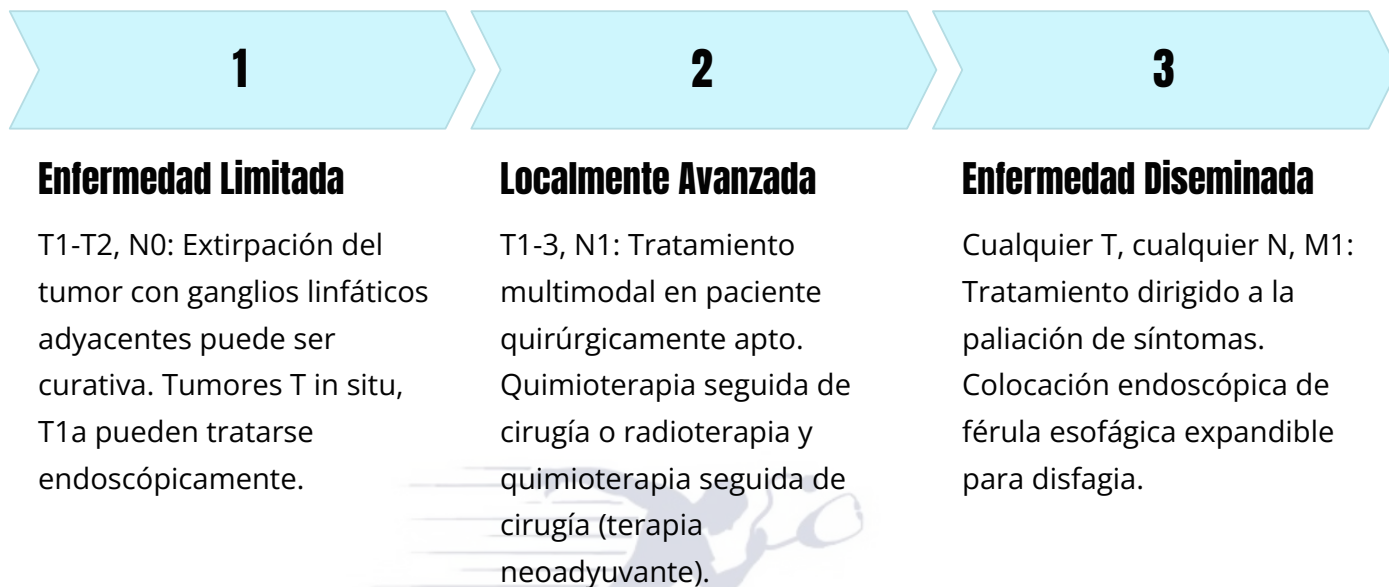 1
2
3
Enfermedad Limitada
T1-T2, N0: Extirpación del
tumor con ganglios linfáticos
adyacentes puede ser
curativa. Tumores T in situ,
T1a pueden tratarse
endoscópicamente.
Localmente Avanzada
T1-3, N1: Tratamiento
multimodal en paciente
quirúrgicamente apto.
Quimioterapia seguida de
cirugía o radioterapia y
quimioterapia seguida de
cirugía (terapia
neoadyuvante).
Enfermedad Diseminada
Cualquier T, cualquier N, M1:
Tratamiento dirigido a la
paliación de síntomas.
Colocación endoscópica de
férula esofágica expandible
para disfagia.